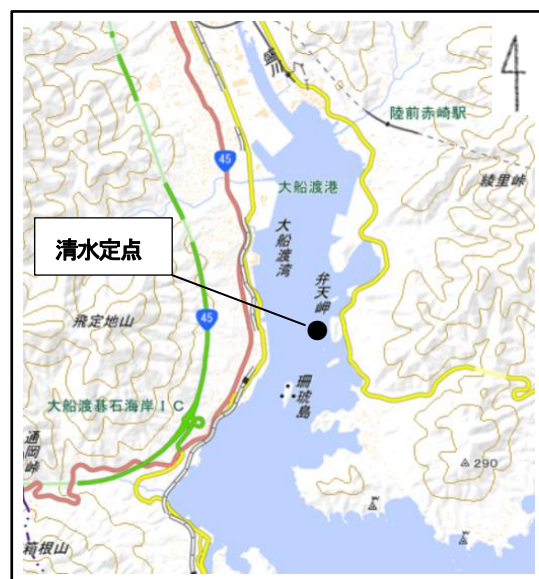 盛川
陸前赤崎駅
綾里峠
45
大船渡港
大船渡湾
清水定点
弁天岬
飛定地山
45
珊琥島
大船渡碁石海岸IC
通岡峠
290
箱根山